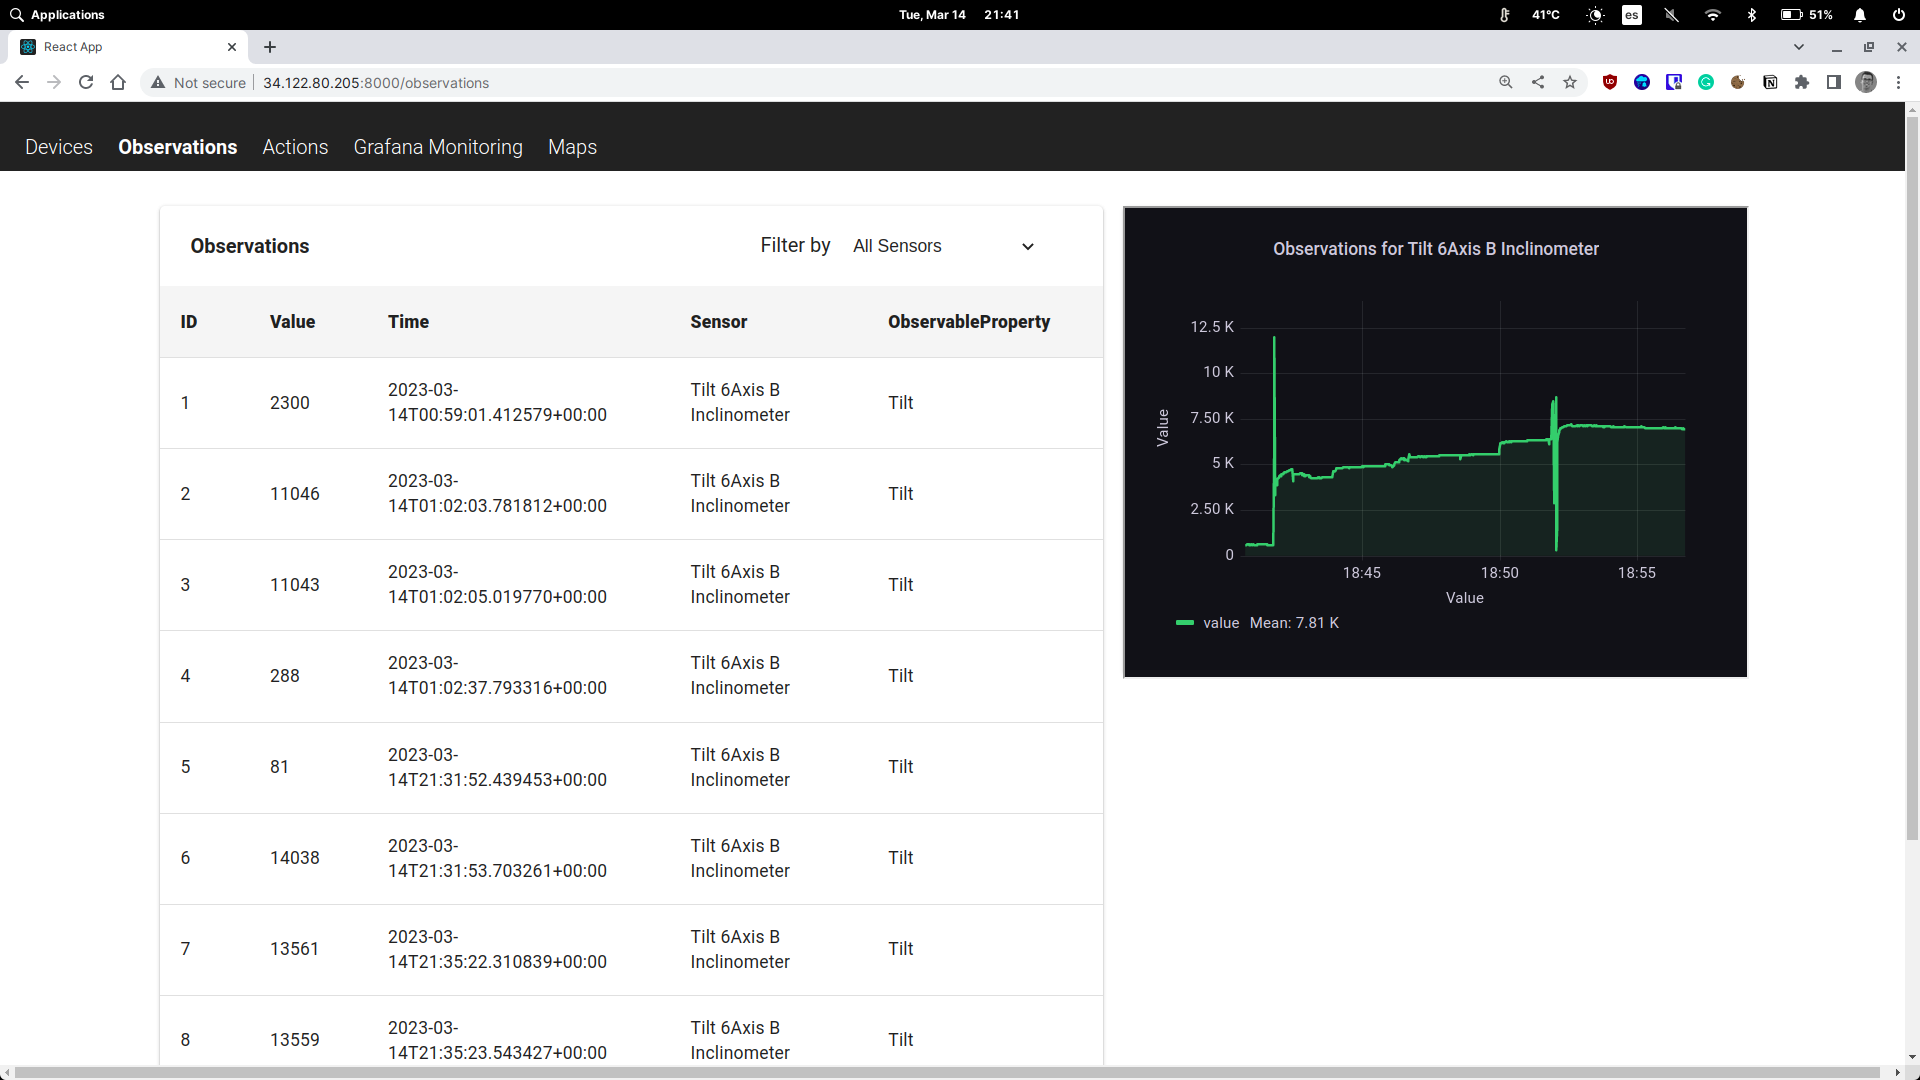 Applications
Tue, Mar 14 21:41
41°C
es
51%
React App
Not secure 34.122.80.205:8000/observations
Devices Observations Actions Grafana Monitoring Maps
Observations Filter by All Sensors
ID Value Time Sensor ObservableProperty
1 2300 2023-03-
14T00:59:01.412579+00:00 Tilt 6Axis B
Inclinometer Tilt
2 11046 2023-03-
14T01:02:03.781812+00:00 Tilt 6Axis B
Inclinometer Tilt
3 11043 2023-03-
14T01:02:05.019770+00:00 Tilt 6Axis B
Inclinometer Tilt
4 288 2023-03-
14T01:02:37.793316+00:00 Tilt 6Axis B
Inclinometer Tilt
5 81 2023-03-
14T21:31:52.439453+00:00 Tilt 6Axis B
Inclinometer Tilt
6 14038 2023-03-
14T21:31:53.703261+00:00 Tilt 6Axis B
Inclinometer Tilt
7 13561 2023-03-
14T21:35:22.310839+00:00 Tilt 6Axis B
Inclinometer Tilt
8 13559 2023-03-
14T21:35:23.543427+00:00 Tilt 6Axis B
Inclinometer Tilt
Observations for Tilt 6Axis B Inclinometer
Value
12.5 K
10 K
7.50 K
5 K
2.50 K
0
18:45 18:50 18:55
Value
value Mean: 7.81 K